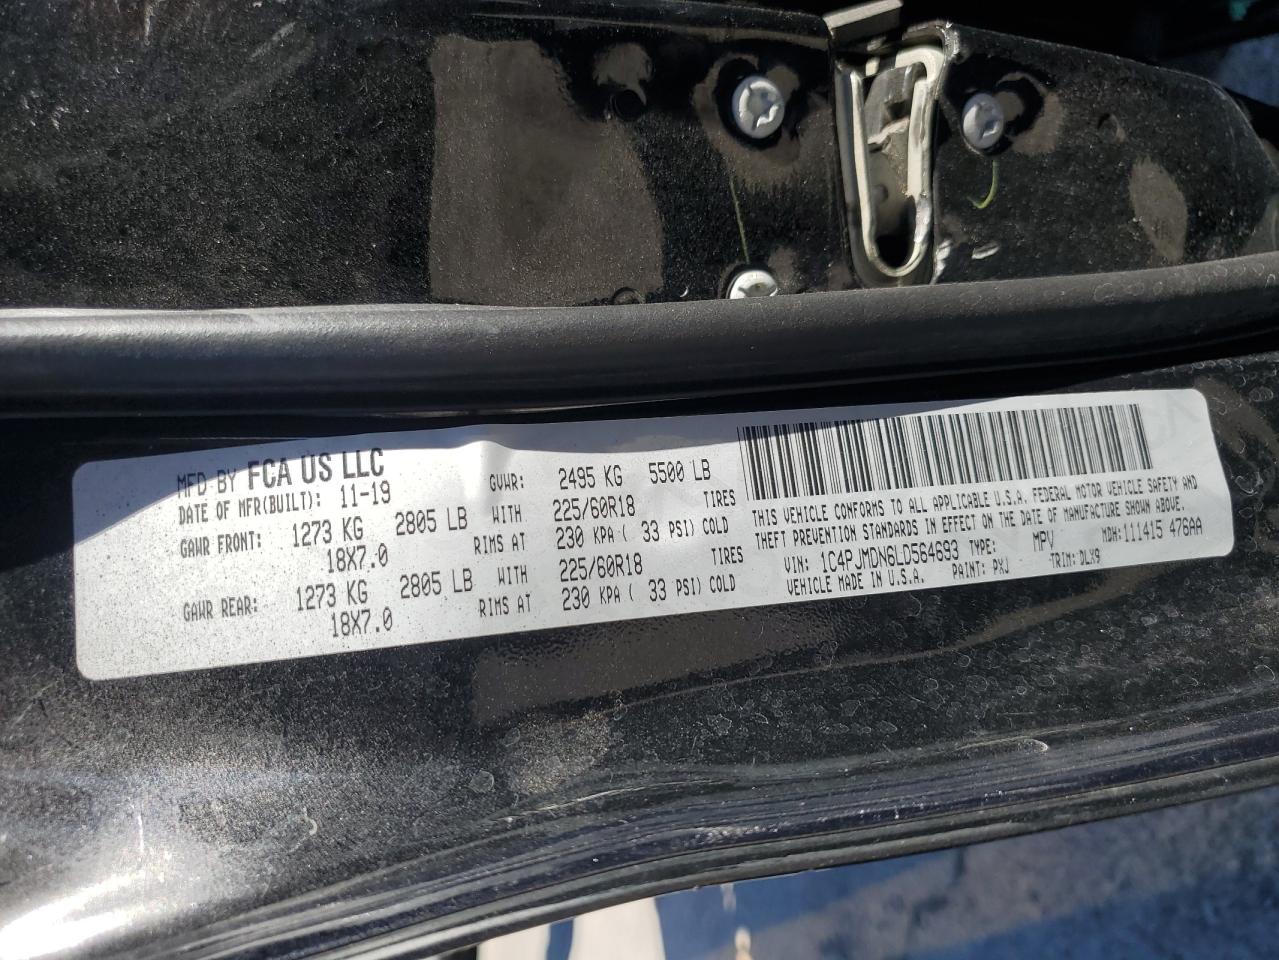 MFD BY FCA US LLC
DATE OF MFR(BUILT): 11-19 GVWR: 2495 KG 5500 LB
GAWR FRONT: 1273 KG 2805 LB WITH 225/60R18 TIRES
18X7.0 RIMS AT 230 KPA ( 33 PSI) COLD
GAWR REAR: 1273 KG 2805 LB WITH 225/60R18 TIRES
18X7.0 RIMS AT 230 KPA ( 33 PSI) COLD
THIS VEHICLE CONFORMS TO ALL APPLICABLE U.S.A. FEDERAL MOTOR VEHICLE SAFETY AND
THEFT PREVENTION STANDARDS IN EFFECT ON THE DATE OF MANUFACTURE SHOWN ABOVE.
VIN: 1C4PJMDN6LD564693 TYPE: MPV MDH: 111415 476AA
VEHICLE MADE IN U.S.A. PAINT: PXJ TRIM: DLX9